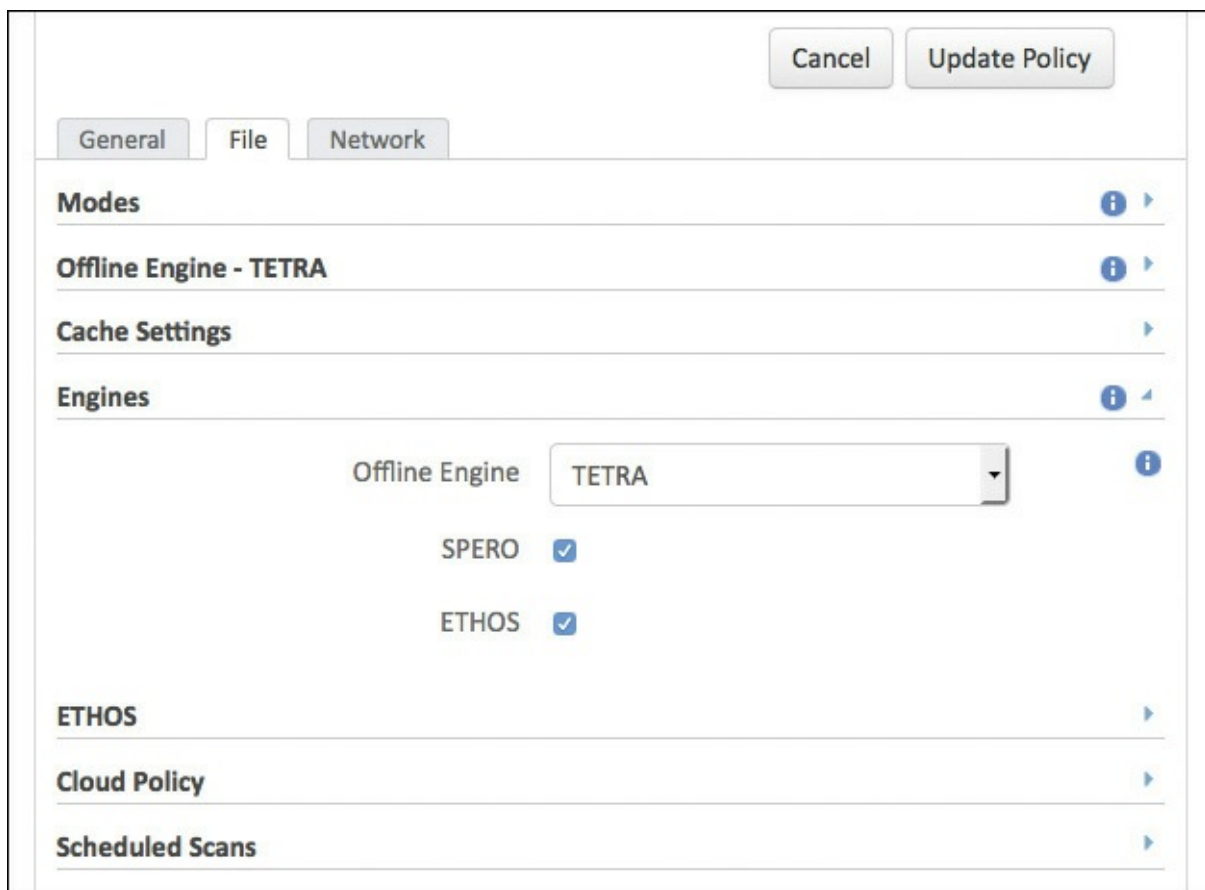 Cancel
Update Policy
General
File
Network
Modes
Offline Engine - TETRA
Cache Settings
Engines
Offline Engine
TETRA
SPERO
ETHOS
ETHOS
Cloud Policy
Scheduled Scans